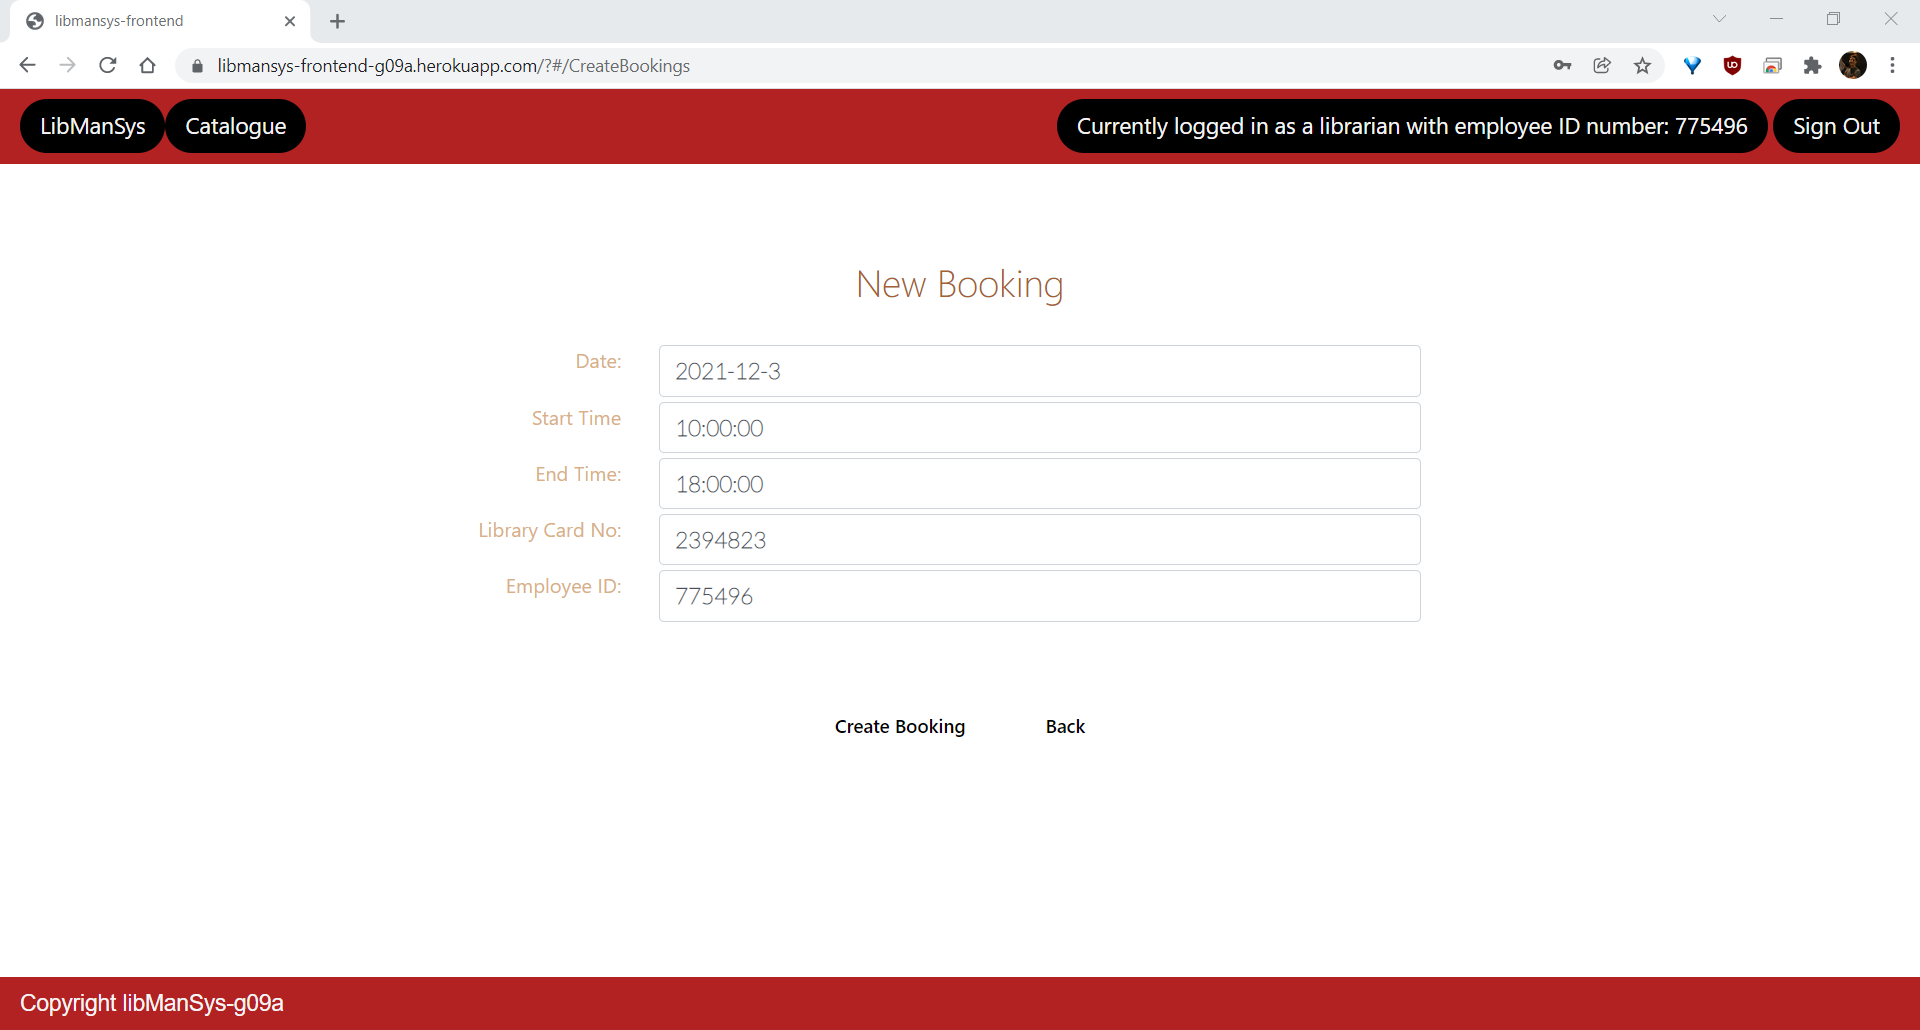 libmansys-frontend
libmansys-frontend-g09a.herokuapp.com/?#/CreateBookings
LibManSys Catalogue Currently logged in as a librarian with employee ID number: 775496 Sign Out
New Booking
Date: 2021-12-3
Start Time 10:00:00
End Time: 18:00:00
Library Card No: 2394823
Employee ID: 775496
Create Booking Back
Copyright libManSys-g09a